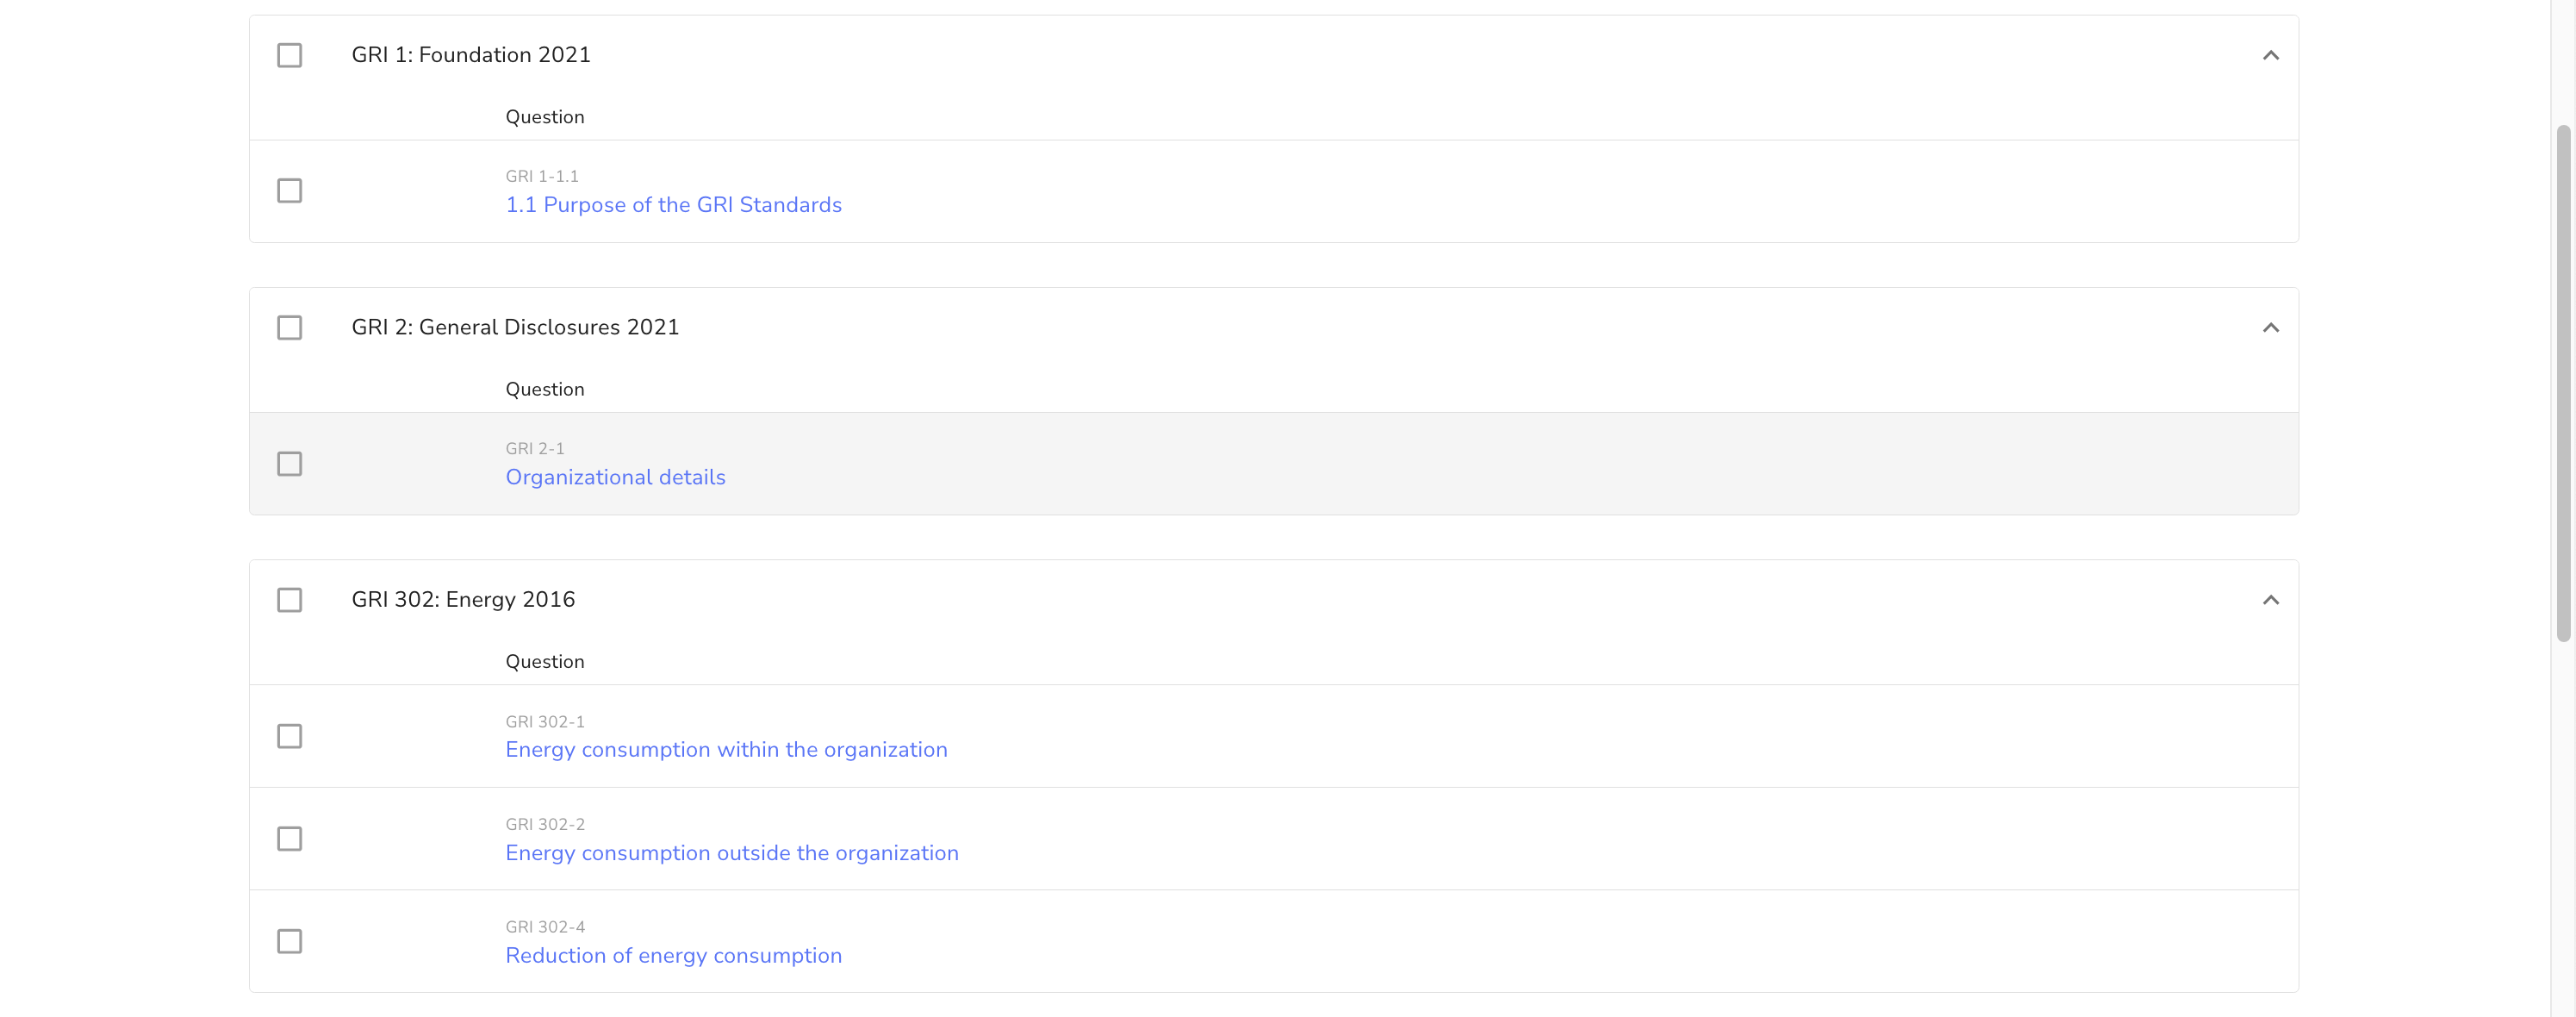 GRI 1: Foundation 2021
Question
GRI 1-1.1
1.1 Purpose of the GRI Standards
GRI 2: General Disclosures 2021
Question
GRI 2-1
Organizational details
GRI 302: Energy 2016
Question
GRI 302-1
Energy consumption within the organization
GRI 302-2
Energy consumption outside the organization
GRI 302-4
Reduction of energy consumption